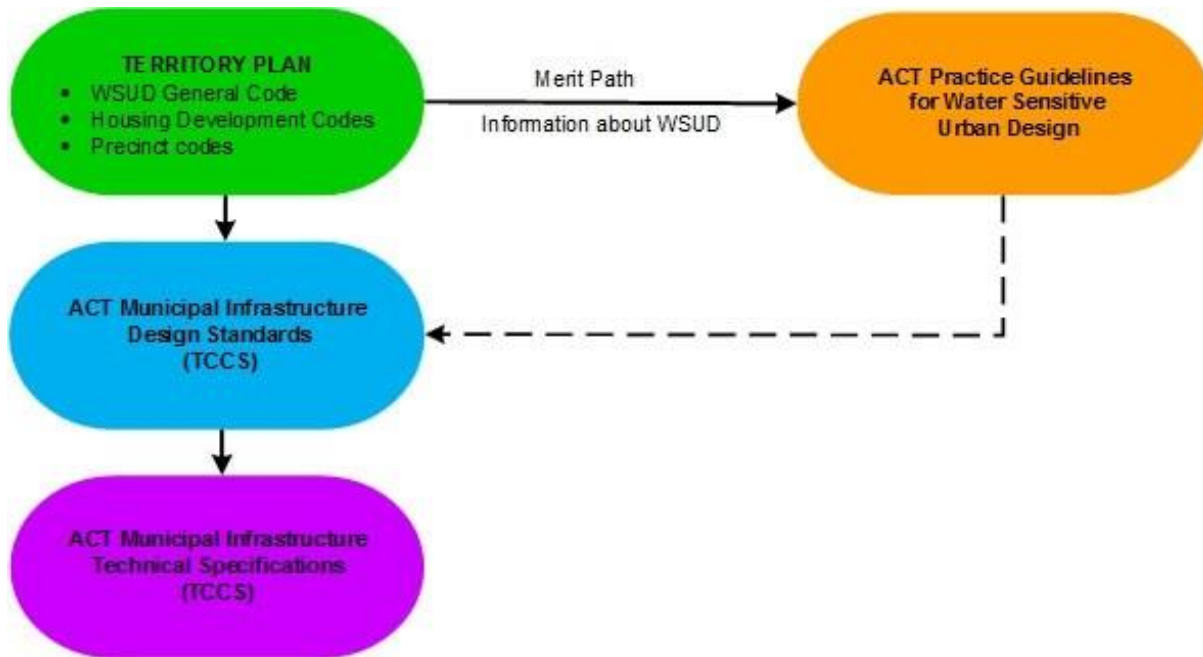 TERRITORY PLAN
• WSUD General Code
• Housing Development Codes
• Precinct codes
Merit Path
Information about WSUD
ACT Practice Guidelines
for Water Sensitive
Urban Design
ACT Municipal Infrastructure
Design Standards
(TCCS)
ACT Municipal Infrastructure
Technical Specifications
(TCCS)